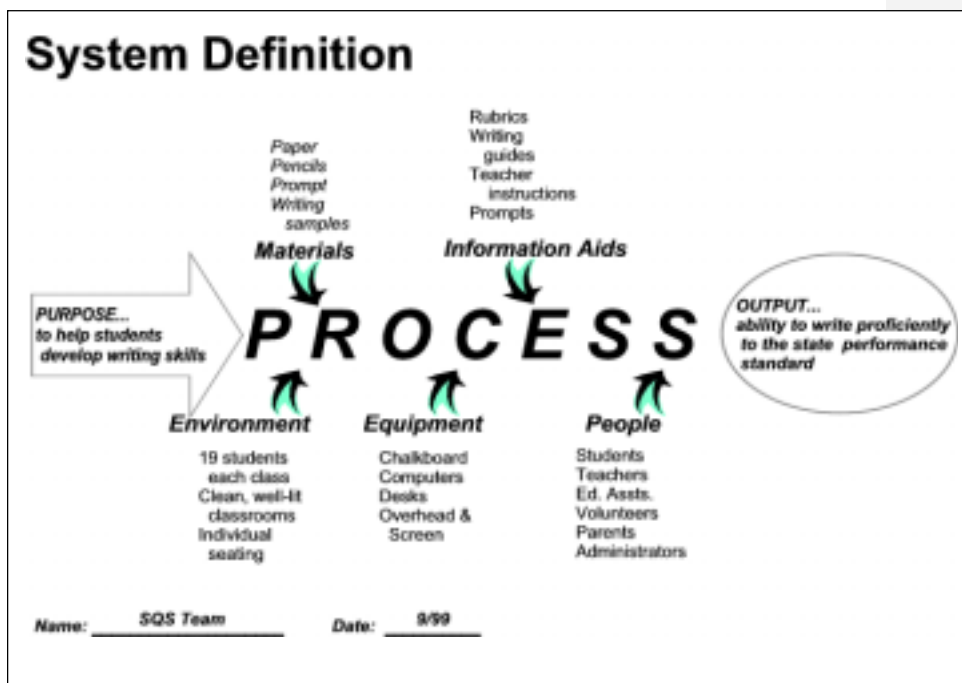 System Definition
Paper
Pencils
Prompt
Writing
samples
Materials
Rubrics
Writing
guides
Teacher
instructions
Prompts
Information Aids
PURPOSE...
to help students
develop writing skills
PROCESS
OUTPUT...
ability to write proficiently
to the state performance
standard
Environment
19 students
each class
Clean, well-lit
classrooms
Individual
seating
Equipment
Chalkboard
Computers
Desks
Overhead &
Screen
People
Students
Teachers
Ed. Assts.
Volunteers
Parents
Administrators
Name: SQS Team Date: 9/99